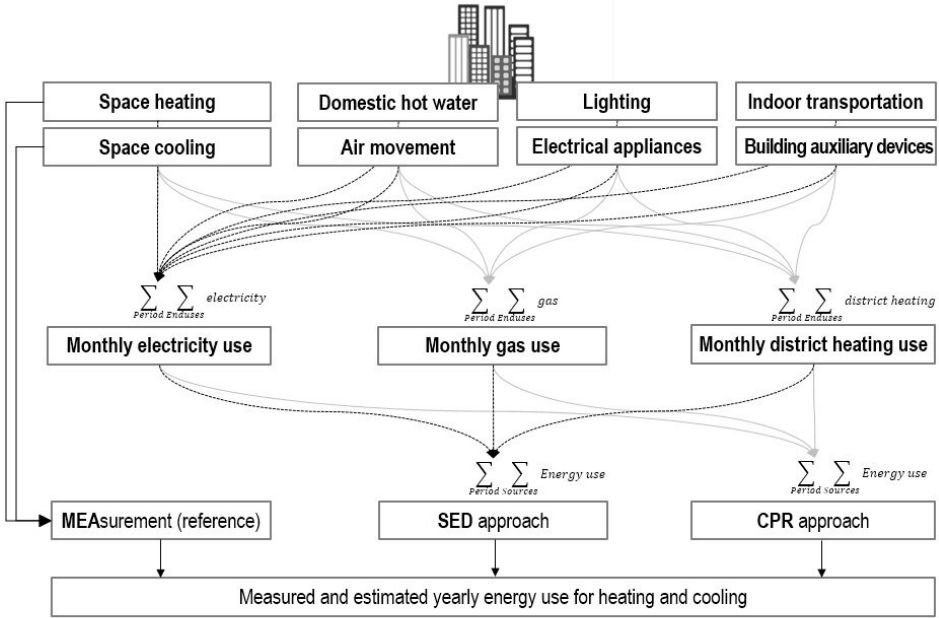 Space heating
Domestic hot water
Lighting
Indoor transportation
Space cooling
Air movement
Electrical appliances
Building auxiliary devices
∑ ∑ electricity
Period Enduses
∑ ∑ gas
Period Enduses
∑ ∑ district heating
Period Enduses
Monthly electricity use
Monthly gas use
Monthly district heating use
∑ ∑ Energy use
Period Sources
∑ ∑ Energy use
Period Sources
MEAsurement (reference)
SED approach
CPR approach
Measured and estimated yearly energy use for heating and cooling